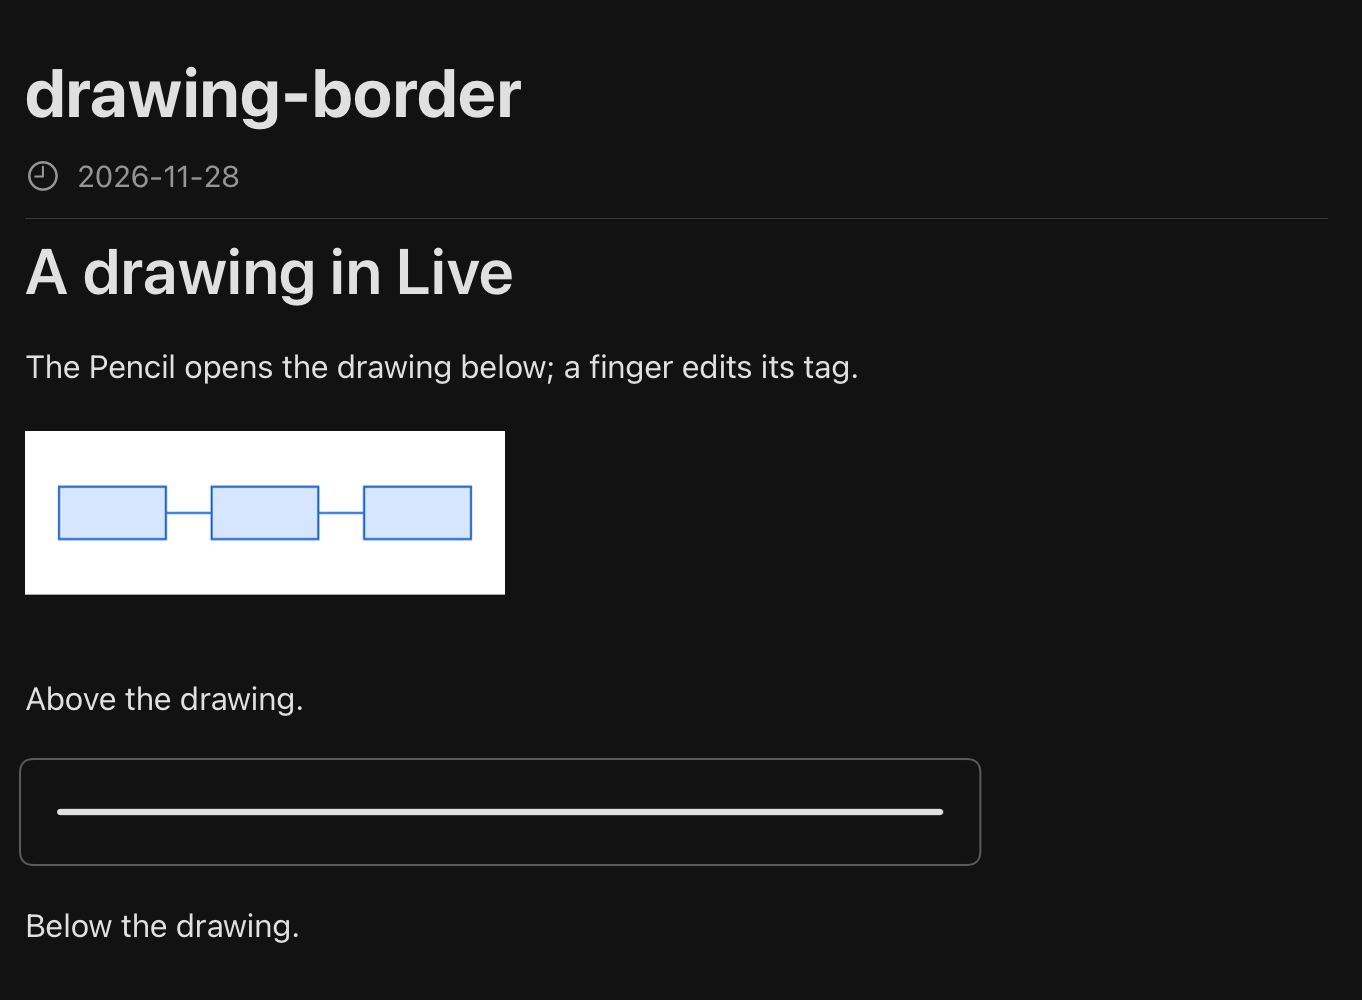 drawing-border
2026-11-28
A drawing in Live
The Pencil opens the drawing below; a finger edits its tag.
Above the drawing.
Below the drawing.